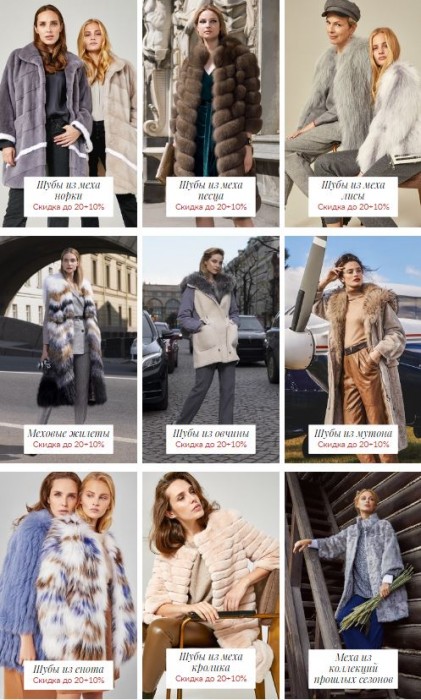 Шубы из меха
норки
Скидка до 20+10%
Шубы из меха
песца
Скидка до 20+10%
Шубы из меха
лисы
Скидка до 20+10%
Меховые жилеты
Скидка до 20+10%
Шубы из овчины
Скидка до 20+10%
Шубы из мутона
Скидка до 20+10%
Шубы из енота
Скидка до 20+10%
Шубы из меха
кролика
Скидка до 20+10%
Меха из
коллекций
прошлых сезонов